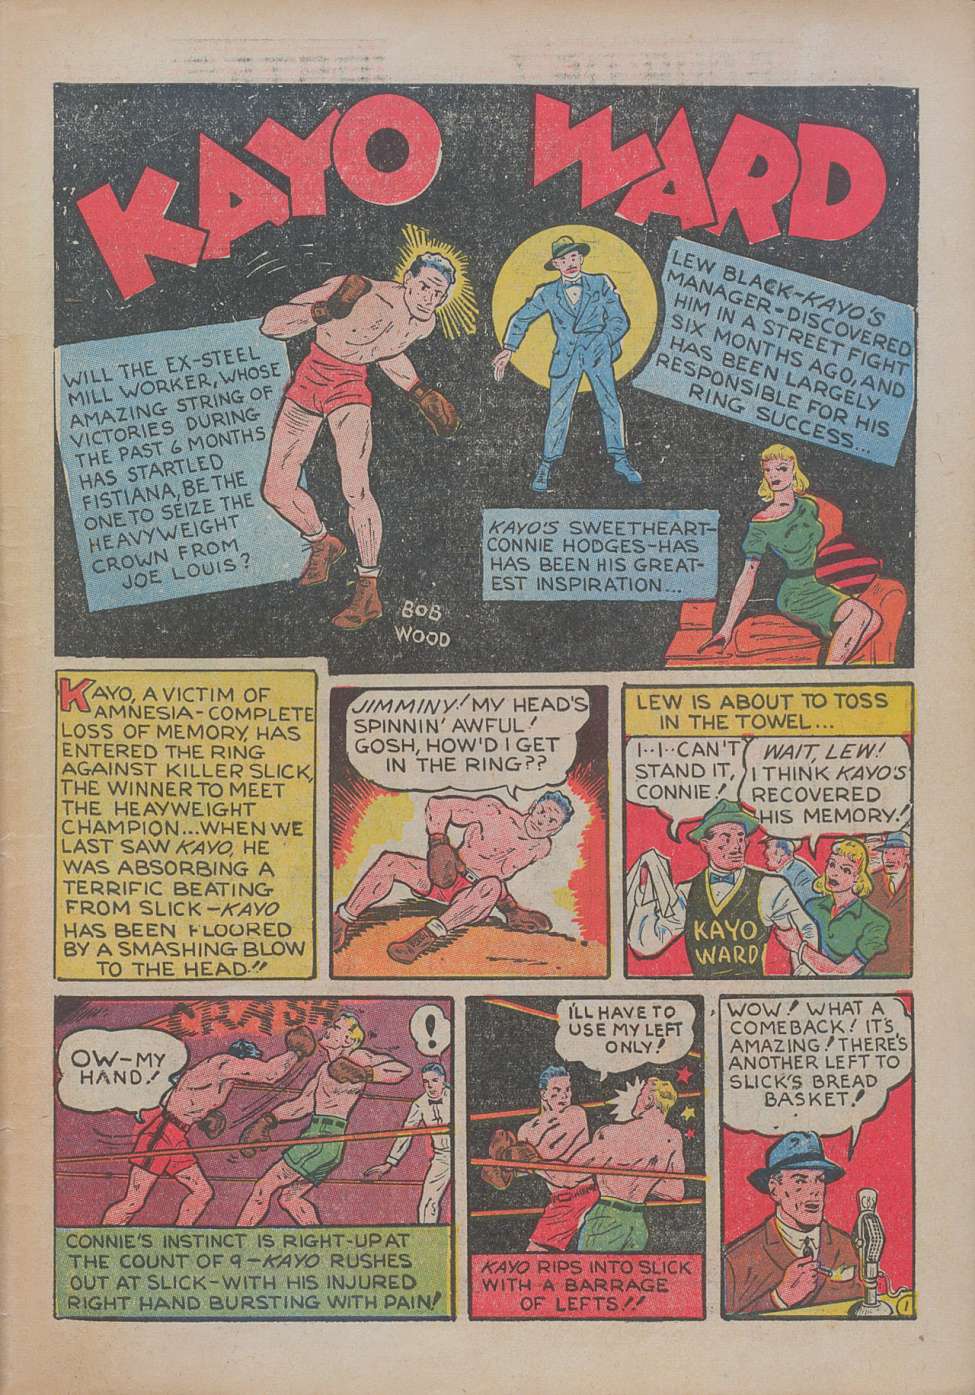 KAYO WARD
WILL THE EX-STEEL
MILL WORKER, WHOSE
AMAZING STRING OF
VICTORIES DURING
THE PAST 6 MONTHS
HAS STARTLED
FISTIANA, BE THE
ONE TO SEIZE THE
HEAVYWEIGHT
CROWN FROM
JOE LOUIS?
LEW BLACK-KAYO'S
MANAGER-DISCOVERED
HIM IN A STREET FIGHT
SIX MONTHS AGO, AND
HAS BEEN LARGELY
RESPONSIBLE FOR HIS
RING SUCCESS...
KAYO'S SWEETHEART-
CONNIE HODGES-HAS
HAS BEEN HIS GREAT-
EST INSPIRATION...
BOB
WOOD
KAYO, A VICTIM OF
AMNESIA-COMPLETE
LOSS OF MEMORY, HAS
ENTERED THE RING
AGAINST KILLER SLICK,
THE WINNER TO MEET
THE HEAVYWEIGHT
CHAMPION...WHEN WE
LAST SAW KAYO, HE
WAS ABSORBING A
TERRIFIC BEATING
FROM SLICK-KAYO
HAS BEEN FLOORED
BY A SMASHING BLOW
TO THE HEAD!!
JIMMINY! MY HEAD'S
SPINNIN' AWFUL!
GOSH, HOW'D I GET
IN THE RING??
LEW IS ABOUT TO TOSS
IN THE TOWEL...
I··I··CAN'T
STAND IT,
CONNIE!
WAIT, LEW!
I THINK KAYO'S
RECOVERED
HIS MEMORY!
KAYO
WARD
CRASH
OW-MY
HAND!
!
CONNIE'S INSTINCT IS RIGHT-UP AT
THE COUNT OF 9-KAYO RUSHES
OUT AT SLICK-WITH HIS INJURED
RIGHT HAND BURSTING WITH PAIN!
I'LL HAVE TO
USE MY LEFT
ONLY!
KAYO RIPS INTO SLICK
WITH A BARRAGE
OF LEFTS!!
WOW! WHAT A
COMEBACK! IT'S
AMAZING! THERE'S
ANOTHER LEFT TO
SLICK'S BREAD
BASKET!
1